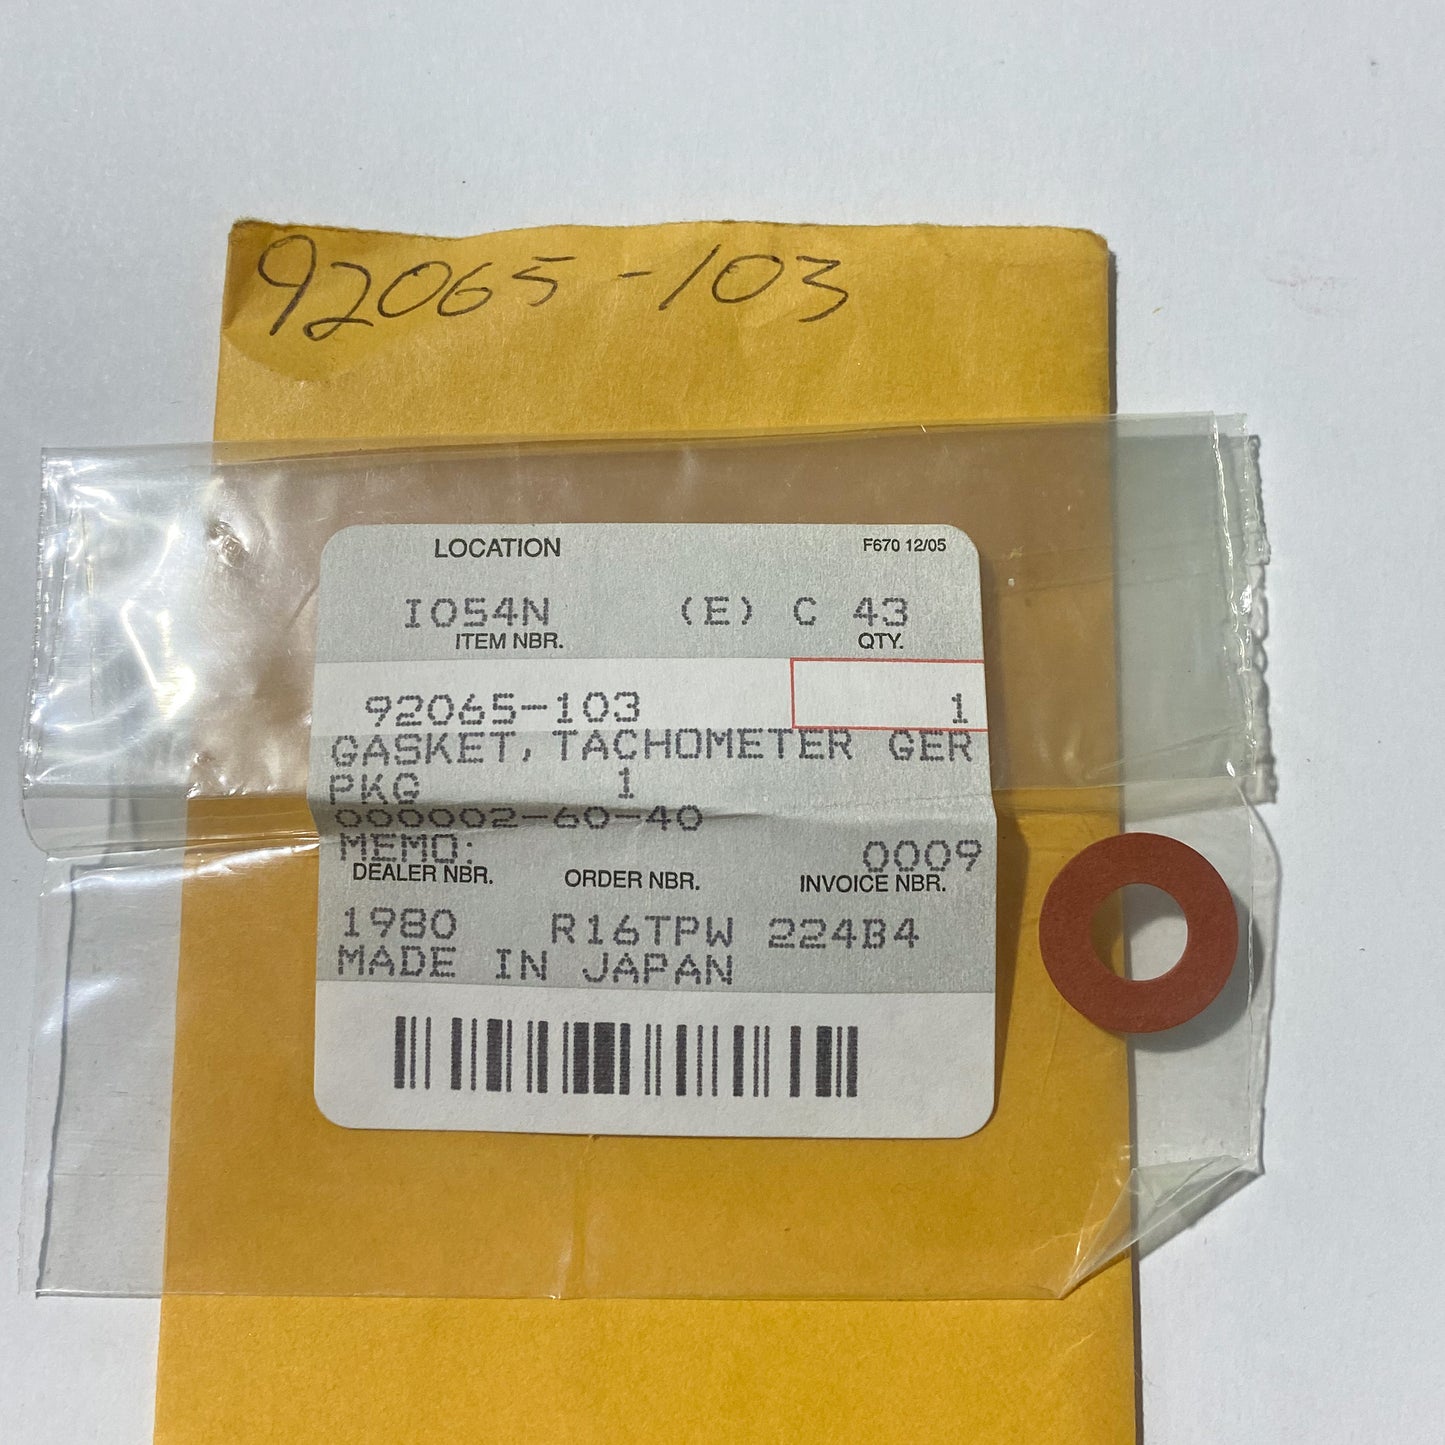 92065-103
LOCATION F670 12/05
I054N (E) C 43
ITEM NBR. QTY.
92065-103 1
GASKET, TACHOMETER GER
PKG 1
000002-60-40
MEMO: 0009
DEALER NBR. ORDER NBR. INVOICE NBR.
1980 R16TPW 224B4
MADE IN JAPAN